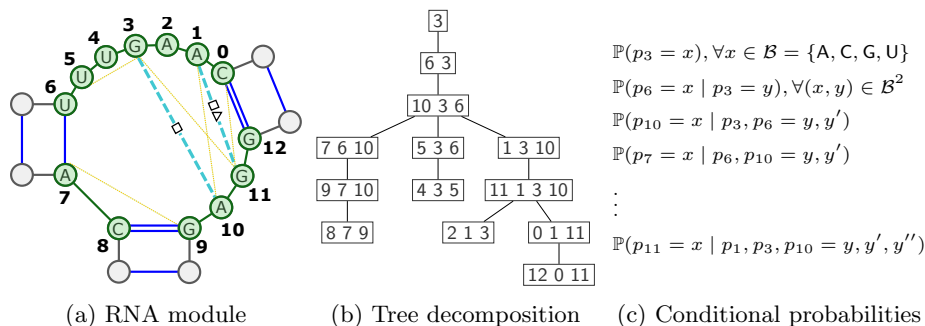 3 2 1 0
4
5
6
7
8 9
10
11
12
U U U G A A C
G
G
A
G
C
A
3
6 3
10 3 6
7 6 10 5 3 6 1 3 10
9 7 10 4 3 5 11 1 3 10
8 7 9 2 1 3 0 1 11
12 0 11
ℙ(p₃ = x), ∀x ∈ ℬ = {A, C, G, U}
ℙ(p₆ = x | p₃ = y), ∀(x, y) ∈ ℬ²
ℙ(p₁₀ = x | p₃, p₆ = y, y′)
ℙ(p₇ = x | p₆, p₁₀ = y, y′)
⋮
ℙ(p₁₁ = x | p₁, p₃, p₁₀ = y, y′, y″)
(a) RNA module (b) Tree decomposition (c) Conditional probabilities